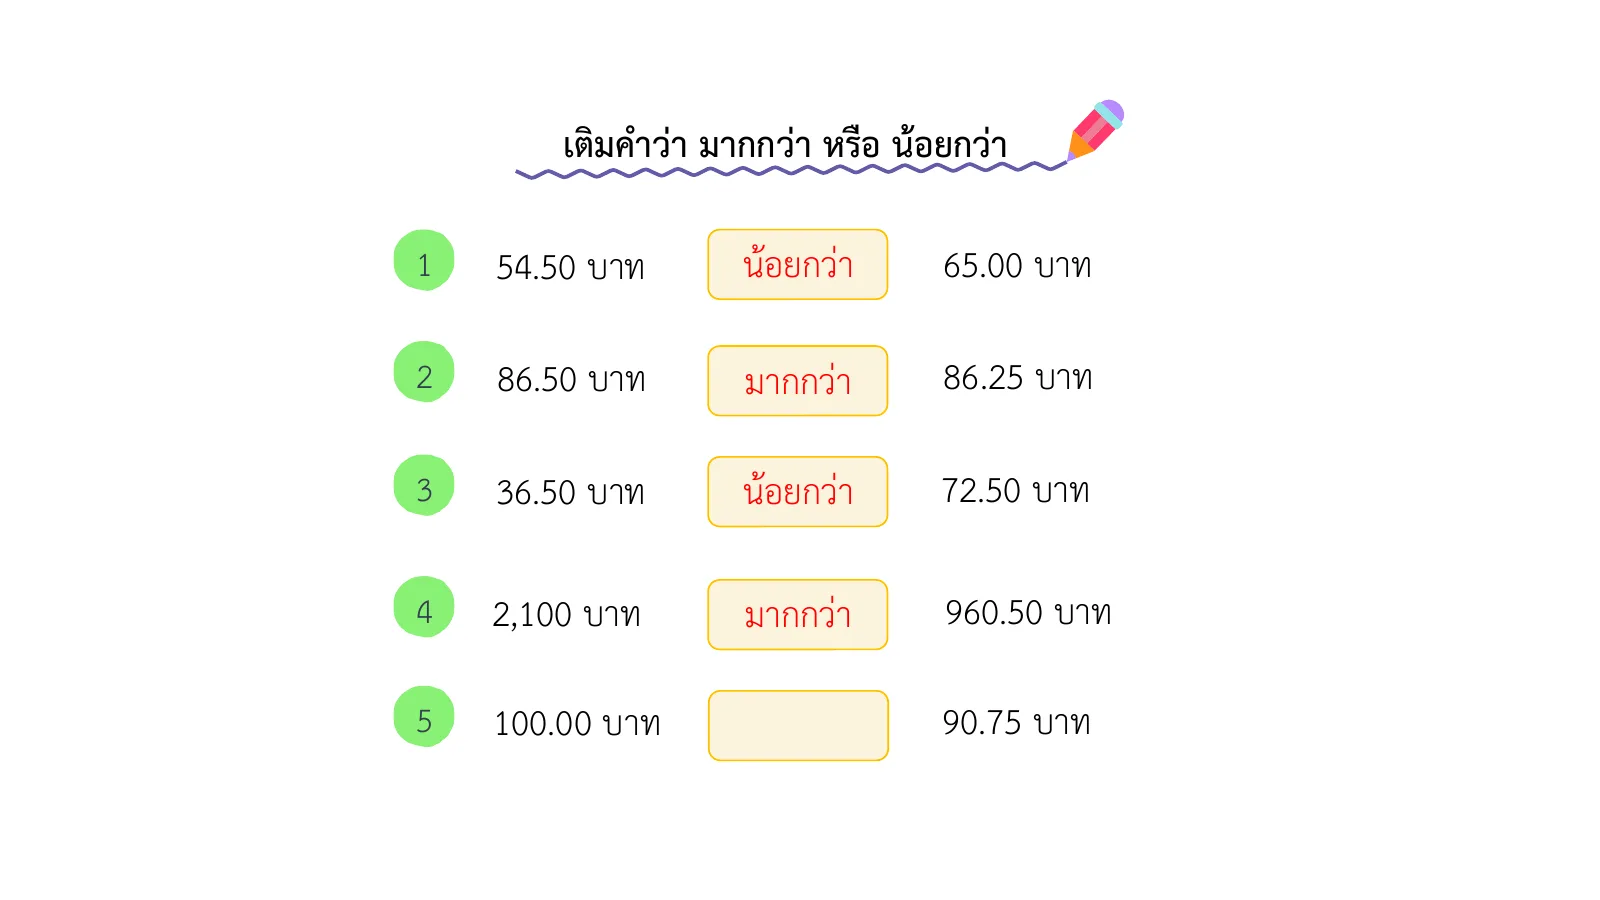 เติมคำว่า มากกว่า หรือ น้อยกว่า
1 54.50 บาท น้อยกว่า 65.00 บาท
2 86.50 บาท มากกว่า 86.25 บาท
3 36.50 บาท น้อยกว่า 72.50 บาท
4 2,100 บาท มากกว่า 960.50 บาท
5 100.00 บาท 90.75 บาท